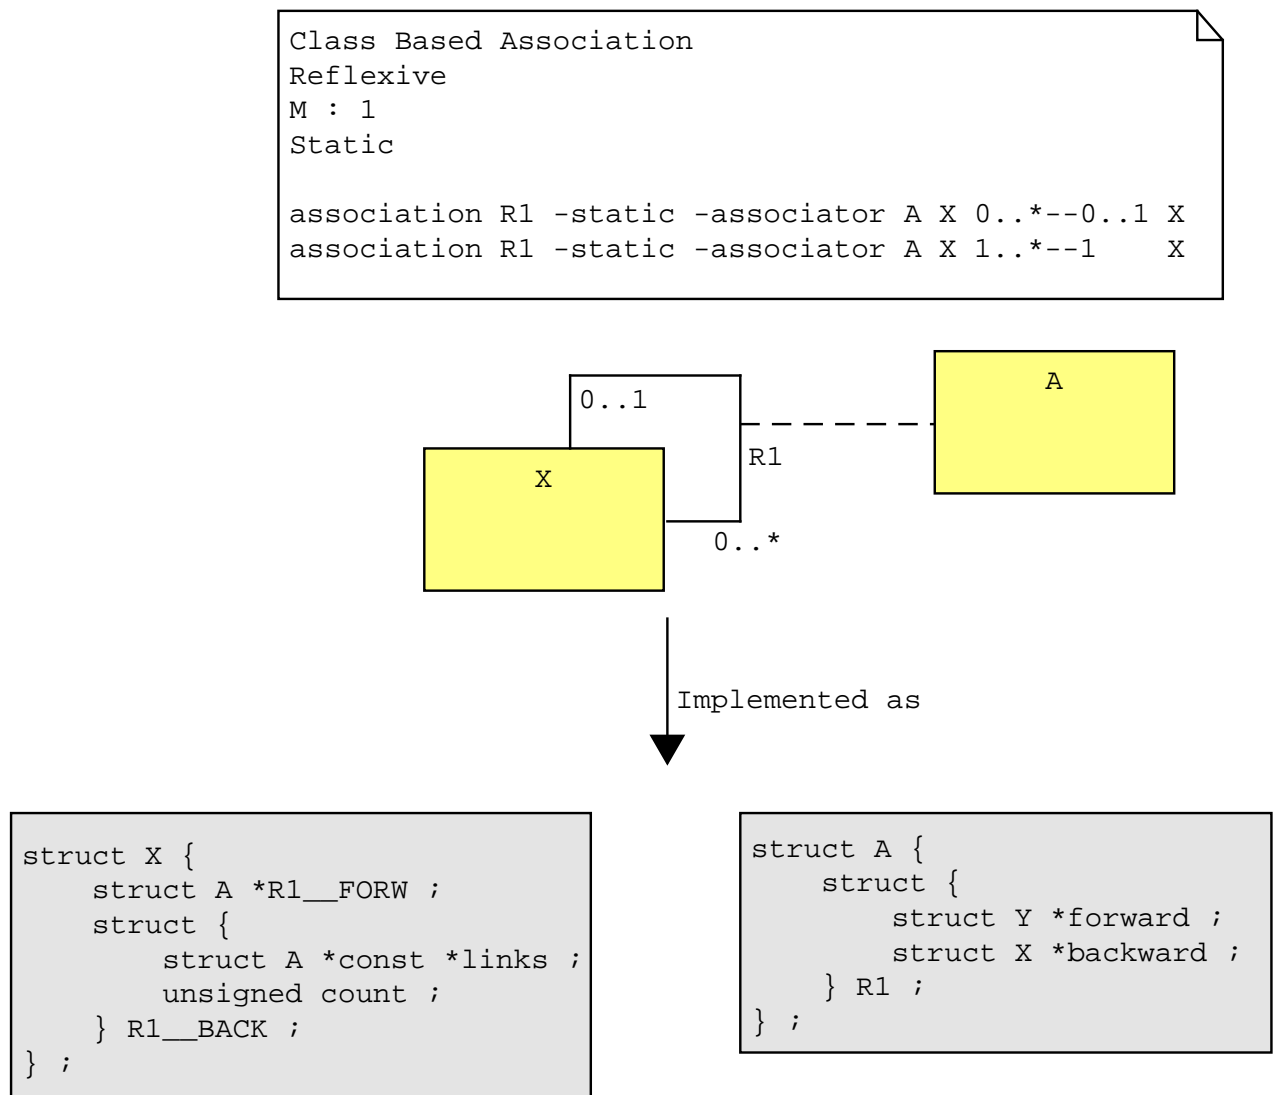 Class Based Association
Reflexive
M : 1
Static
association R1 -static -associator A X 0..*--0..1 X
association R1 -static -associator A X 1..*--1    X
A
0..1
R1
X
0..*
Implemented as
struct X {
    struct A *R1__FORW ;
    struct {
        struct A *const *links ;
        unsigned count ;
    } R1__BACK ;
} ;
struct A {
    struct {
        struct Y *forward ;
        struct X *backward ;
    } R1 ;
} ;